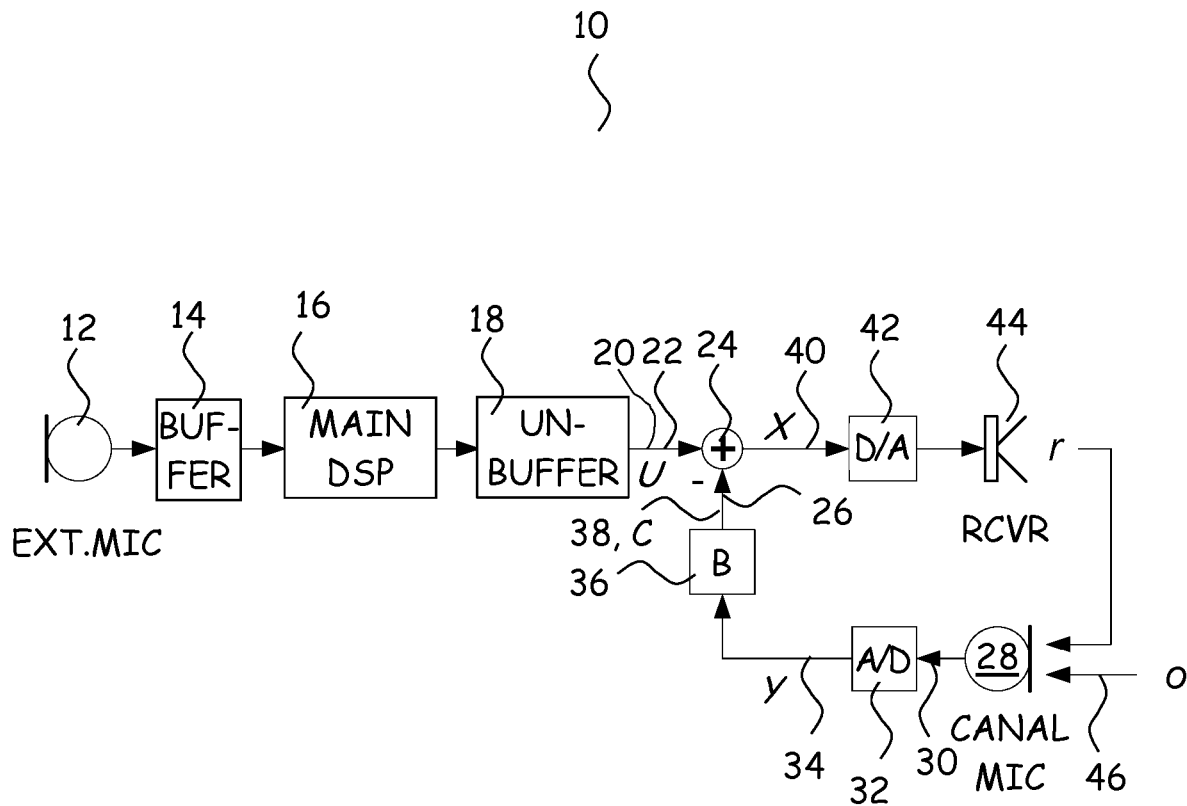 10
12
14
16
18
20 22
24
40
42
44
BUF-
FER
MAIN
DSP
UN-
BUFFER
U
+
-
X
D/A
r
EXT.MIC
38, C
26
RCVR
36
B
28
A/D
y
o
CANAL
MIC
34
32
30
46